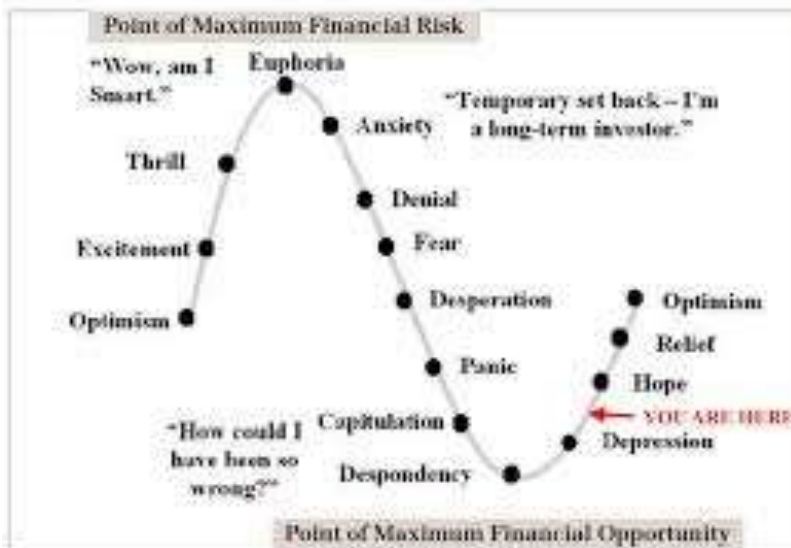 Point of Maximum Financial Risk
"Wow, am I
Smart."
Euphoria
"Temporary set back – I'm
a long-term investor."
Anxiety
Thrill
Denial
Excitement
Fear
Desperation
Optimism
Optimism
Relief
Panic
Hope
YOU ARE HERE
Capitulation
Depression
"How could I
have been so
wrong?"
Despondency
Point of Maximum Financial Opportunity